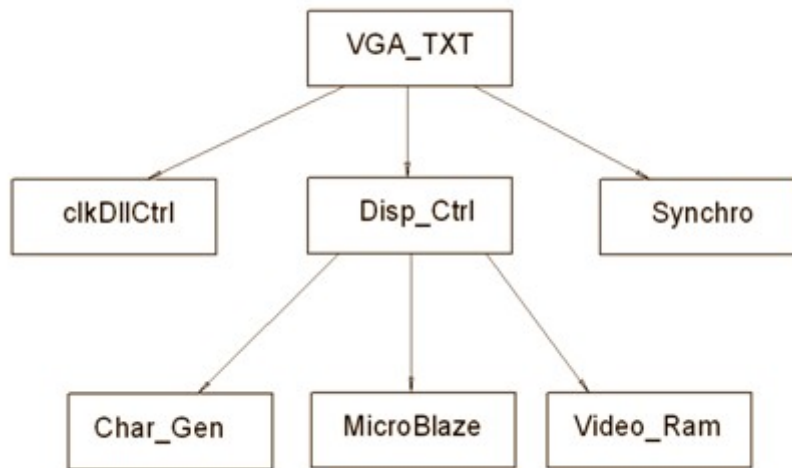 VGA_TXT
clkDllCtrl
Disp_Ctrl
Synchro
Char_Gen
MicroBlaze
Video_Ram